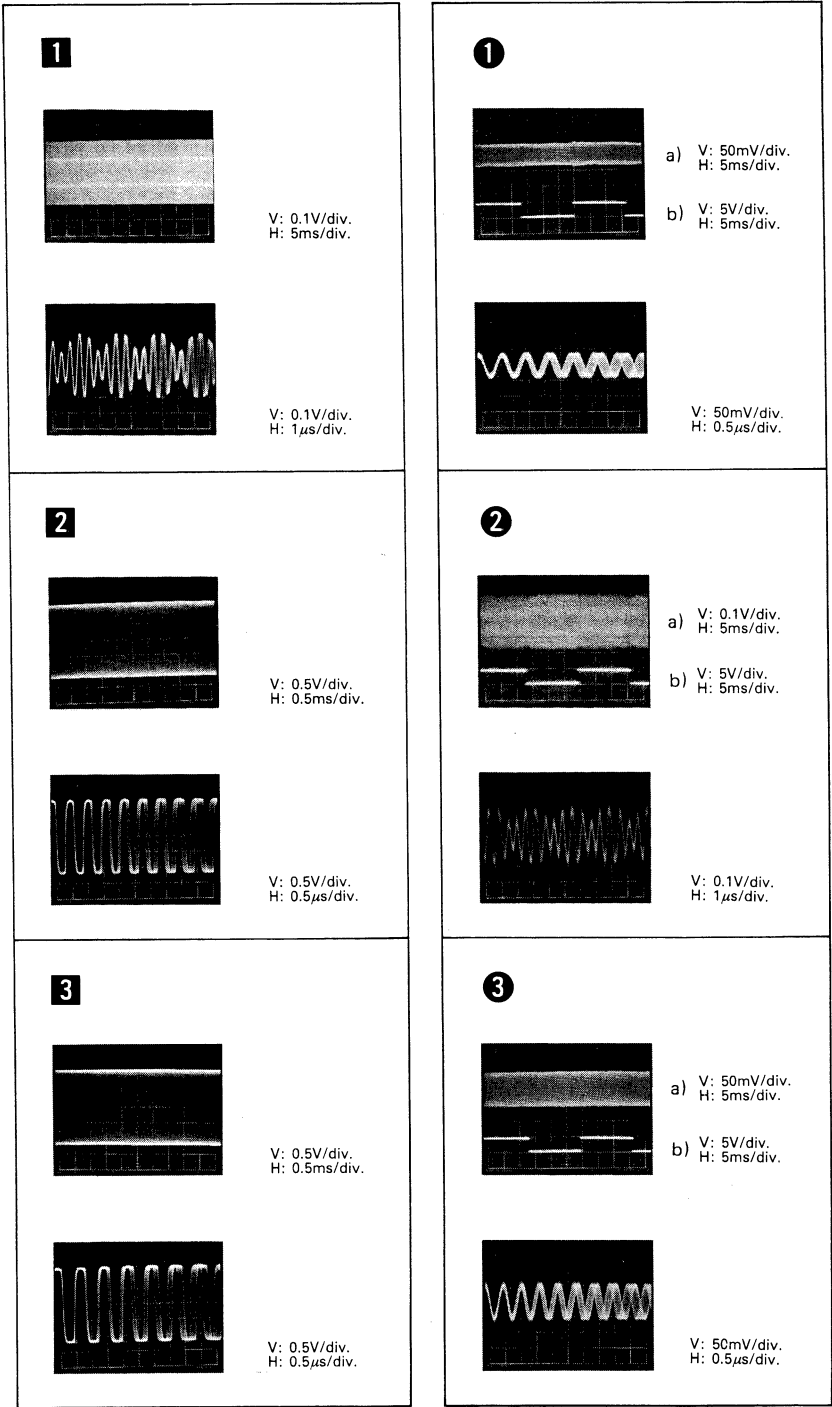 1
V: 0.1V/div.
H: 5ms/div.
V: 0.1V/div.
H: 1μs/div.
2
V: 0.5V/div.
H: 0.5ms/div.
V: 0.5V/div.
H: 0.5μs/div.
3
V: 0.5V/div.
H: 0.5ms/div.
V: 0.5V/div.
H: 0.5μs/div.
1
a) V: 50mV/div.
H: 5ms/div.
b) V: 5V/div.
H: 5ms/div.
V: 50mV/div.
H: 0.5μs/div.
2
a) V: 0.1V/div.
H: 5ms/div.
b) V: 5V/div.
H: 5ms/div.
V: 0.1V/div.
H: 1μs/div.
3
a) V: 50mV/div.
H: 5ms/div.
b) V: 5V/div.
H: 5ms/div.
V: 50mV/div.
H: 0.5μs/div.